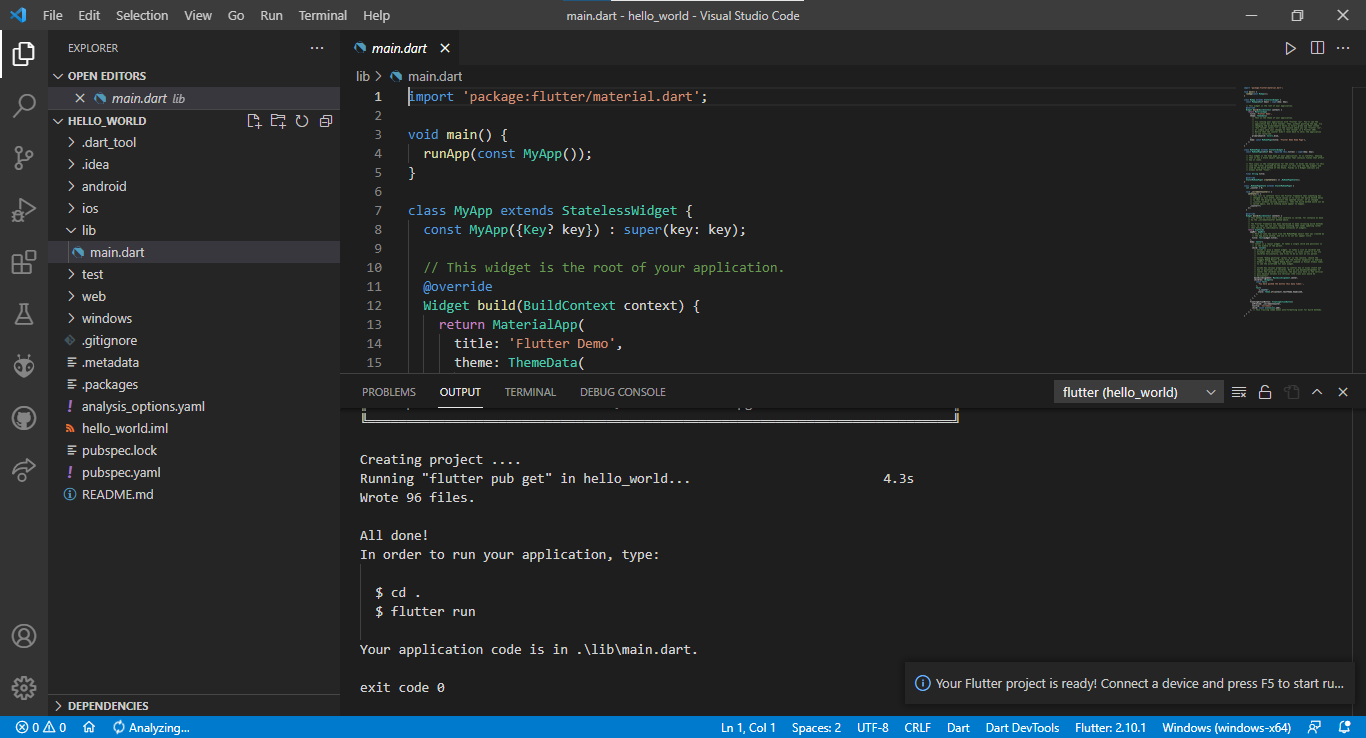 File Edit Selection View Go Run Terminal Help
main.dart - hello_world - Visual Studio Code
EXPLORER
OPEN EDITORS
main.dart lib
HELLO_WORLD
.dart_tool
.idea
android
ios
lib
main.dart
test
web
windows
.gitignore
.metadata
.packages
analysis_options.yaml
hello_world.iml
pubspec.lock
pubspec.yaml
README.md
DEPENDENCIES
main.dart
lib > main.dart
1 import 'package:flutter/material.dart';
2
3 void main() {
4 runApp(const MyApp());
5 }
6
7 class MyApp extends StatelessWidget {
8 const MyApp({Key? key}) : super(key: key);
9
10 // This widget is the root of your application.
11 @override
12 Widget build(BuildContext context) {
13 return MaterialApp(
14 title: 'Flutter Demo',
15 theme: ThemeData(
PROBLEMS OUTPUT TERMINAL DEBUG CONSOLE
flutter (hello_world)
Creating project ....
Running "flutter pub get" in hello_world... 4.3s
Wrote 96 files.
All done!
In order to run your application, type:
$ cd .
$ flutter run
Your application code is in .\lib\main.dart.
exit code 0
Your Flutter project is ready! Connect a device and press F5 to start ru...
0 0 Analyzing...
Ln 1, Col 1 Spaces: 2 UTF-8 CRLF Dart Dart DevTools Flutter: 2.10.1 Windows (windows-x64)